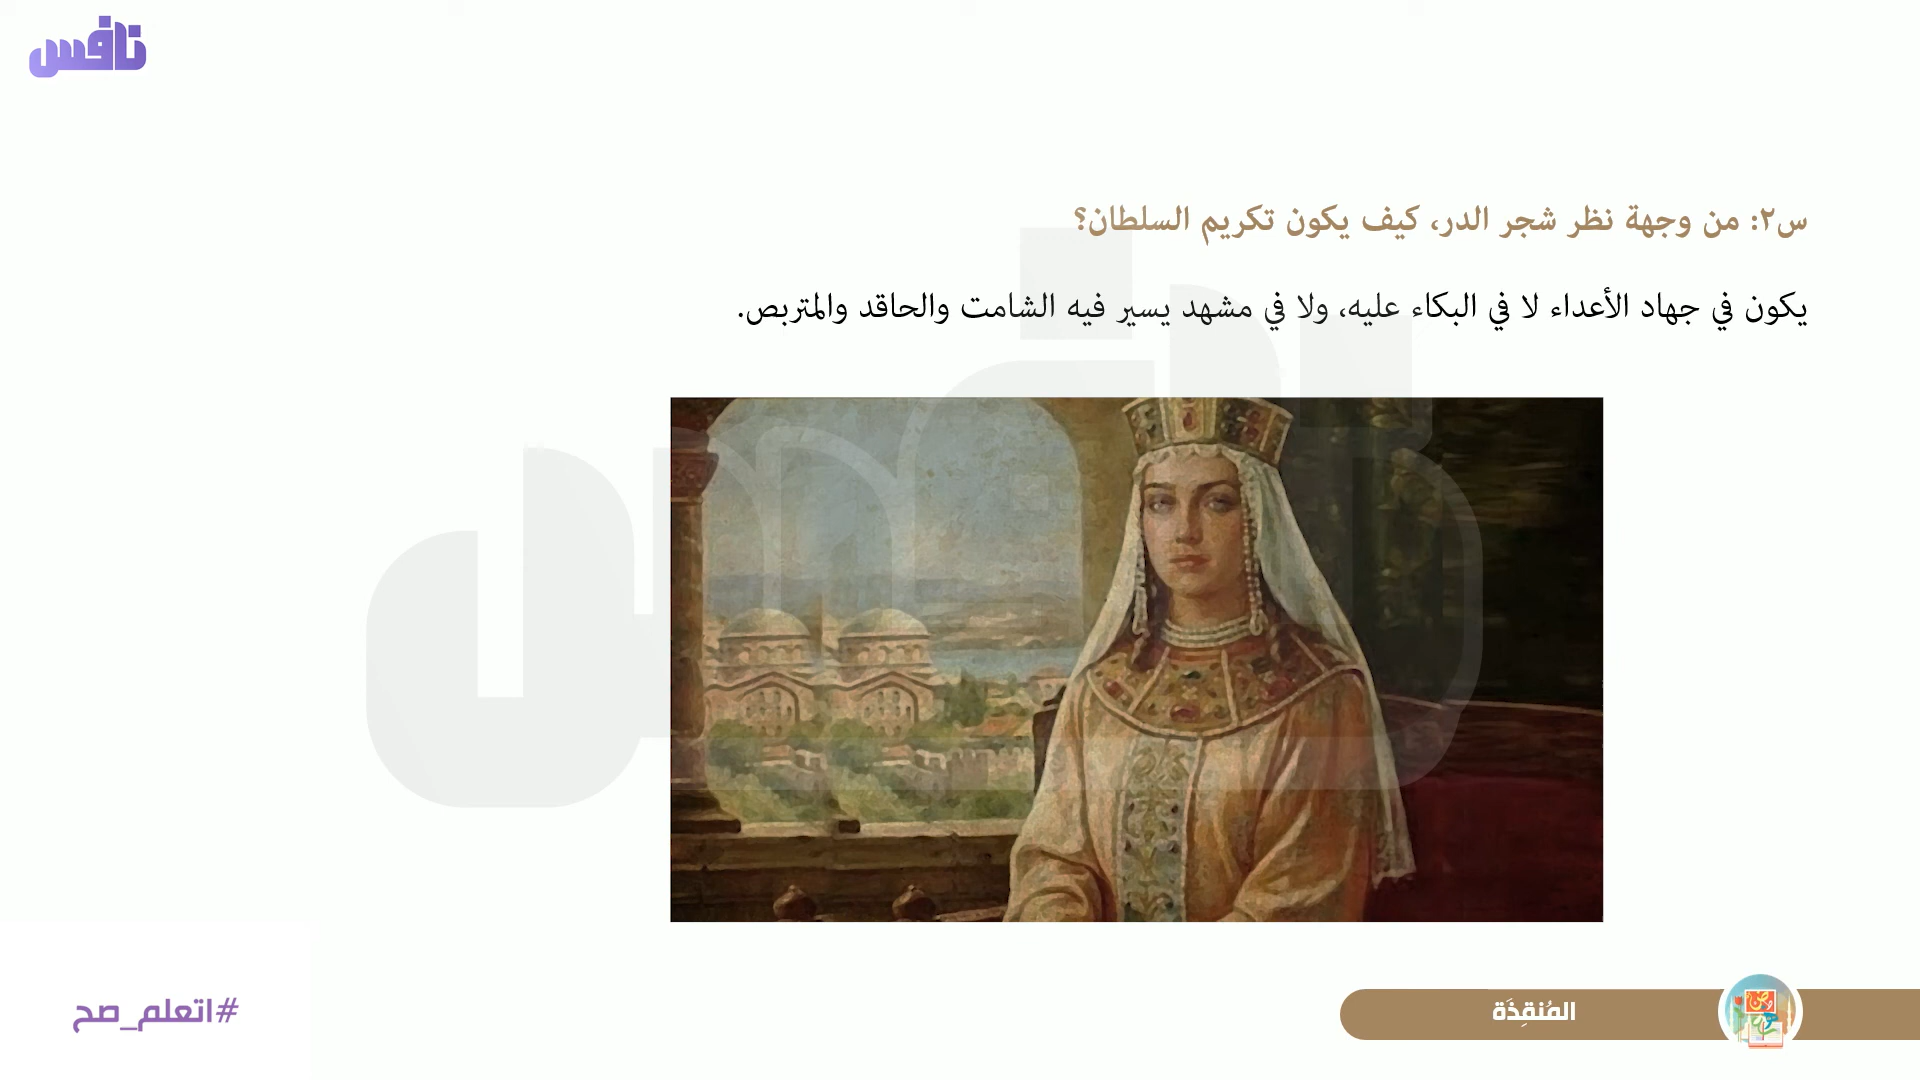 نافس
س٢: من وجهة نظر شجر الدر، كيف يكون تكريم السلطان؟
يكون في جهاد الأعداء لا في البكاء عليه، ولا في مشهد يسير فيه الشامت والحاقد والمتربص.
المُنقِذَة
#اتعلم_صح